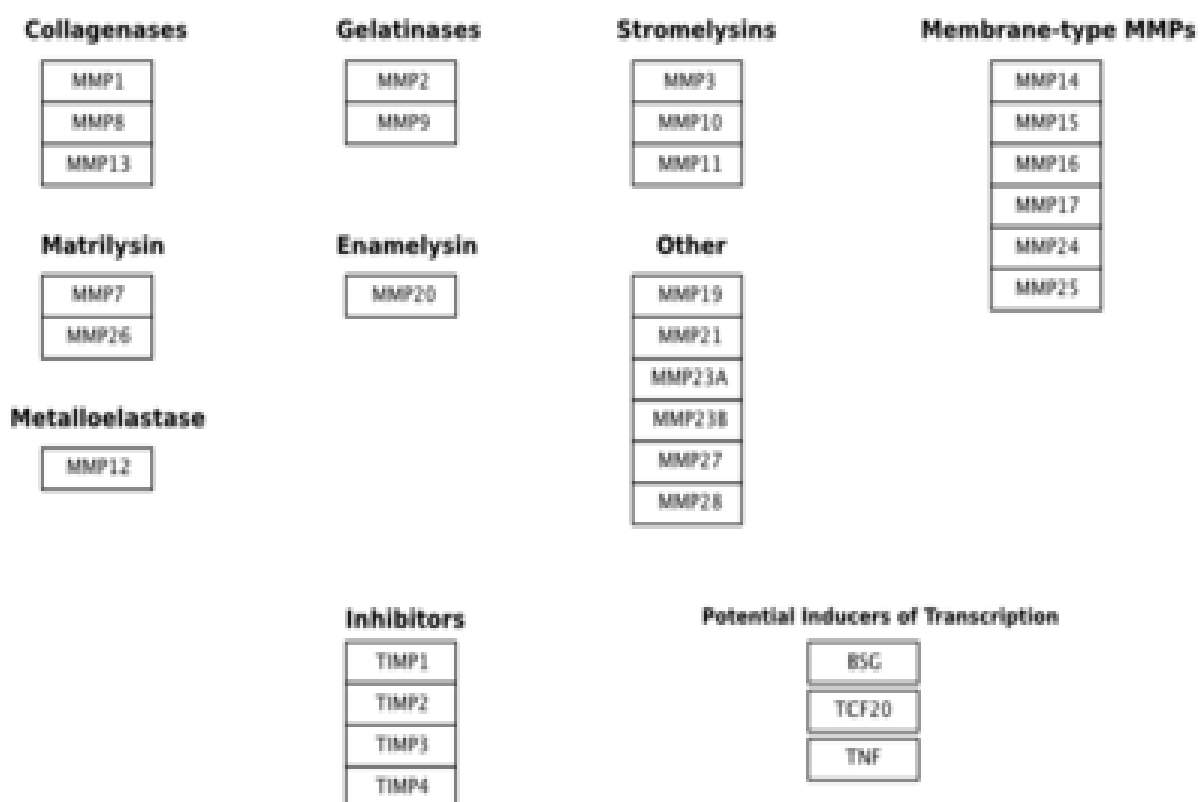 Collagenases
MMP1
MMP8
MMP13
Gelatinases
MMP2
MMP9
Stromelysins
MMP3
MMP10
MMP11
Membrane-type MMPs
MMP14
MMP15
MMP16
MMP17
MMP24
MMP25
Matrilysin
MMP7
MMP26
Enamelysin
MMP20
Other
MMP19
MMP21
MMP23A
MMP23B
MMP27
MMP28
Metalloelastase
MMP12
Inhibitors
TIMP1
TIMP2
TIMP3
TIMP4
Potential Inducers of Transcription
BSG
TCF20
TNF